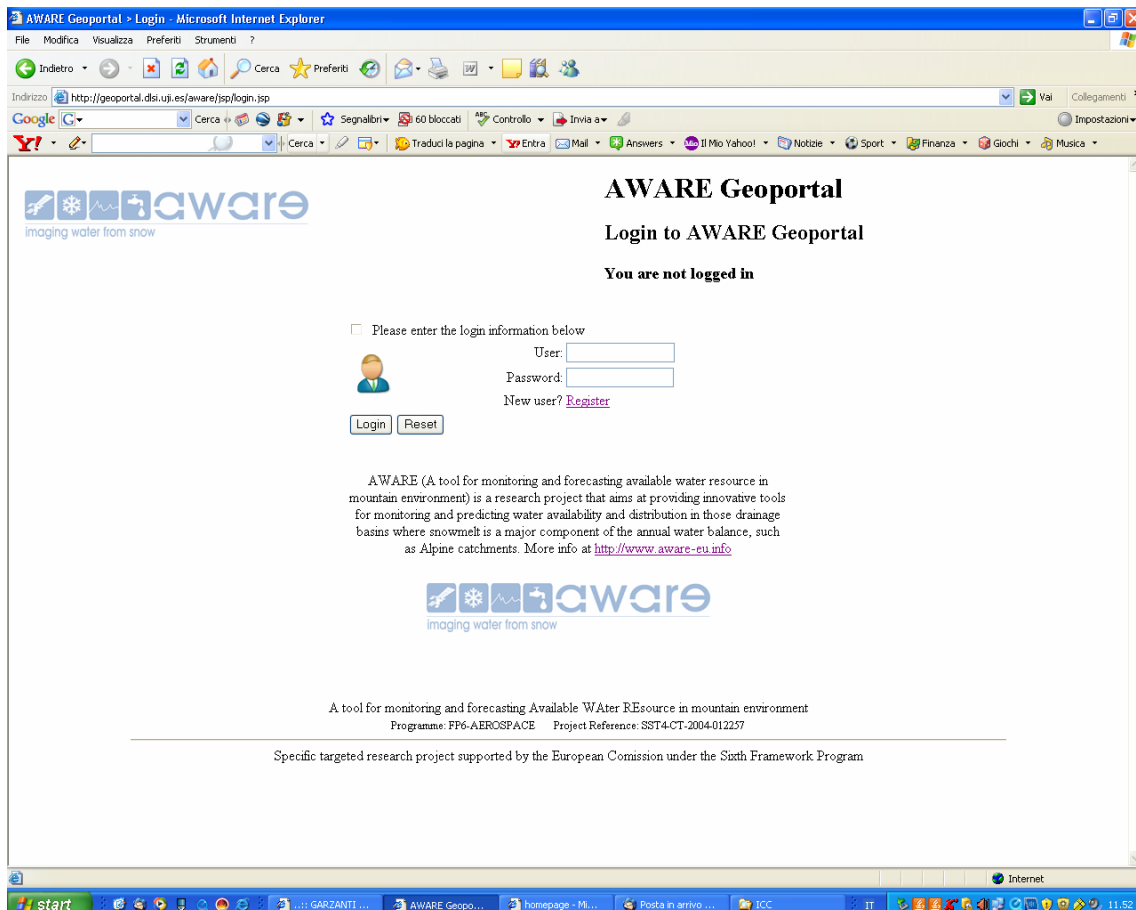 AWARE Geoportal > Login - Microsoft Internet Explorer
File Modifica Visualizza Preferiti Strumenti ?
Indietro Cerca Preferiti
Indirizzo http://geoportal.dlsi.uji.es/aware/jsp/login.jsp Vai Collegamenti
Google G Cerca Segnalibri 60 bloccati ABC Controllo Invia a Impostazioni
Y! Cerca Traduci la pagina Entra Mail Answers Il Mio Yahoo! Notizie Sport Finanza Giochi Musica
aware
imaging water from snow
AWARE Geoportal
Login to AWARE Geoportal
You are not logged in
Please enter the login information below
User:
Password:
New user? Register
Login Reset
AWARE (A tool for monitoring and forecasting available water resource in
mountain environment) is a research project that aims at providing innovative tools
for monitoring and predicting water availability and distribution in those drainage
basins where snowmelt is a major component of the annual water balance, such
as Alpine catchments. More info at http://www.aware-eu.info
aware
imaging water from snow
A tool for monitoring and forecasting Available WAter REsource in mountain environment
Programme: FP6-AEROSPACE Project Reference: SST4-CT-2004-012257
Specific targeted research project supported by the European Comission under the Sixth Framework Program
Internet
start ..:: GARZANTI ... AWARE Geopo... homepage - Mi... Posta in arrivo ... ICC IT 11.52